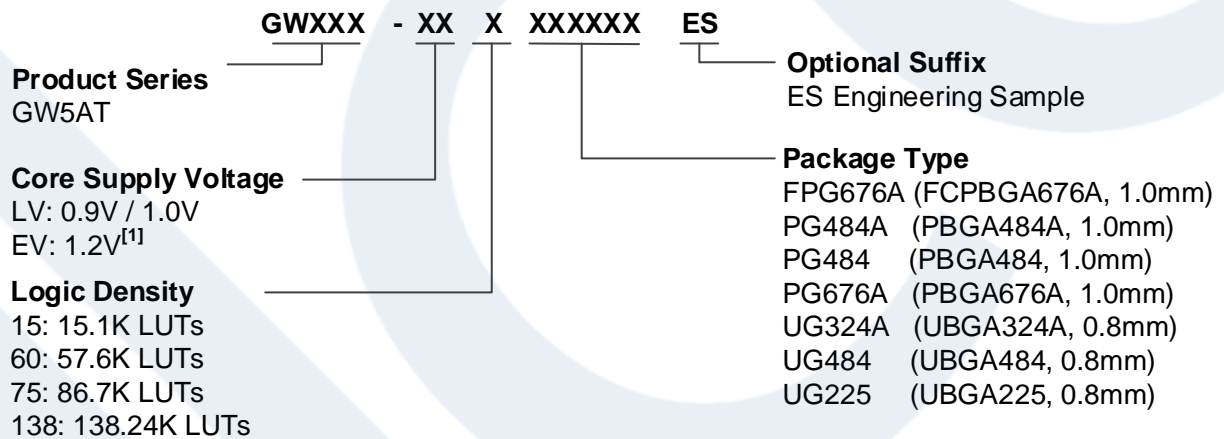 GWXXX - XX X XXXXXX ES
Product Series
GW5AT
Core Supply Voltage
LV: 0.9V / 1.0V
EV: 1.2V[1]
Logic Density
15: 15.1K LUTs
60: 57.6K LUTs
75: 86.7K LUTs
138: 138.24K LUTs
Optional Suffix
ES Engineering Sample
Package Type
FPG676A (FCPBGA676A, 1.0mm)
PG484A (PBGA484A, 1.0mm)
PG484 (PBGA484, 1.0mm)
PG676A (PBGA676A, 1.0mm)
UG324A (UBGA324A, 0.8mm)
UG484 (UBGA484, 0.8mm)
UG225 (UBGA225, 0.8mm)